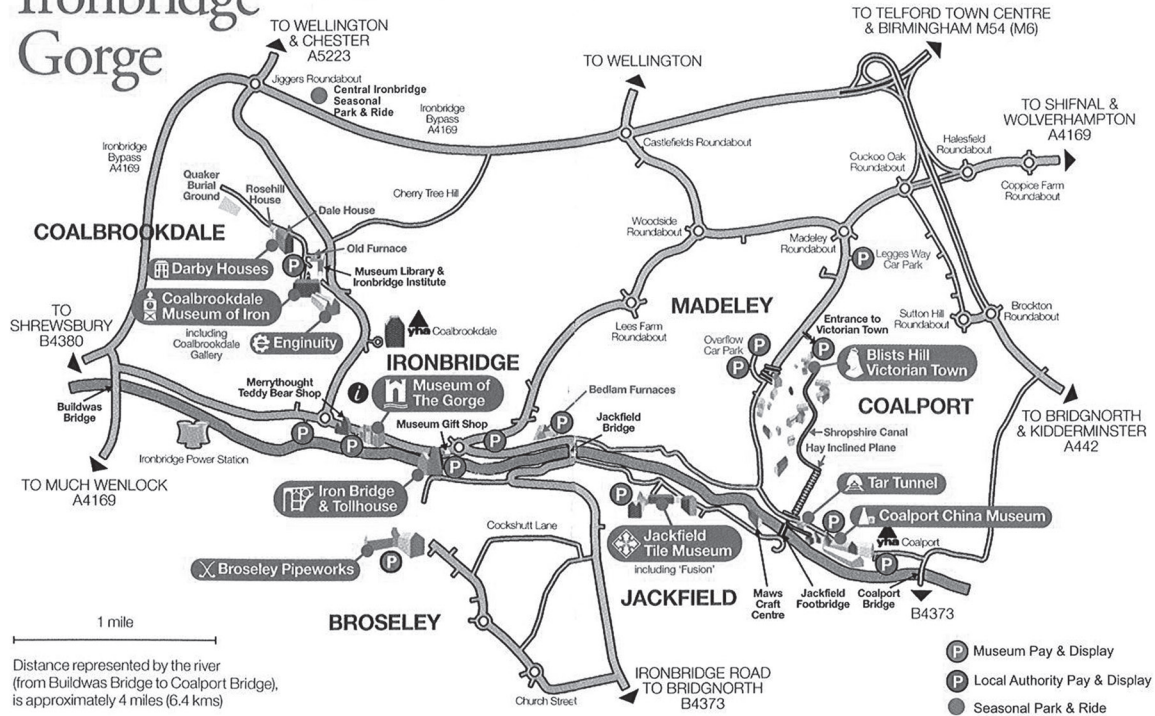 Ironbridge
Gorge
TO WELLINGTON
& CHESTER
A5223
Jiggers Roundabout
Central Ironbridge
Seasonal
Park & Ride
Ironbridge
Bypass
A4169
TO WELLINGTON
TO TELFORD TOWN CENTRE
& BIRMINGHAM M54 (M6)
TO SHIFNAL &
WOLVERHAMPTON
A4169
Castlefields Roundabout
Cuckoo Oak
Roundabout
Halesfield
Roundabout
Coppice Farm
Roundabout
Ironbridge
Bypass
A4169
Quaker
Burial
Ground
Rosehill
House
Dale House
Cherry Tree Hill
COALBROOKDALE
Old Furnace
Darby Houses
P
Museum Library &
Ironbridge Institute
Woodside
Roundabout
Madeley
Roundabout
P
Legges Way
Car Park
Coalbrookdale
Museum of Iron
including
Coalbrookdale
Gallery
Enginuity
yha Coalbrookdale
MADELEY
Lees Farm
Roundabout
Sutton Hill
Roundabout
Brockton
Roundabout
TO
SHREWSBURY
B4380
Entrance to
Victorian Town
Overflow
Car Park
P
P
P
Blists Hill
Victorian Town
IRONBRIDGE
Merrythought
Teddy Bear Shop
i
Museum of
The Gorge
Bedlam Furnaces
COALPORT
TO BRIDGNORTH
& KIDDERMINSTER
A442
Buildwas
Bridge
Museum Gift Shop
P
P
P
P
P
Jackfield
Bridge
Shropshire Canal
Hay Inclined Plane
Ironbridge Power Station
TO MUCH WENLOCK
A4169
Iron Bridge
& Tollhouse
Tar Tunnel
P
P
Coalport China Museum
yha Coalport
P
Cockshutt Lane
Jackfield
Tile Museum
including 'Fusion'
Broseley Pipeworks
P
JACKFIELD
Maws
Craft
Centre
Jackfield
Footbridge
Coalport
Bridge
B4373
BROSELEY
1 mile
Distance represented by the river
(from Buildwas Bridge to Coalport Bridge),
is approximately 4 miles (6.4 kms)
Church Street
IRONBRIDGE ROAD
TO BRIDGNORTH
B4373
P Museum Pay & Display
P Local Authority Pay & Display
Seasonal Park & Ride